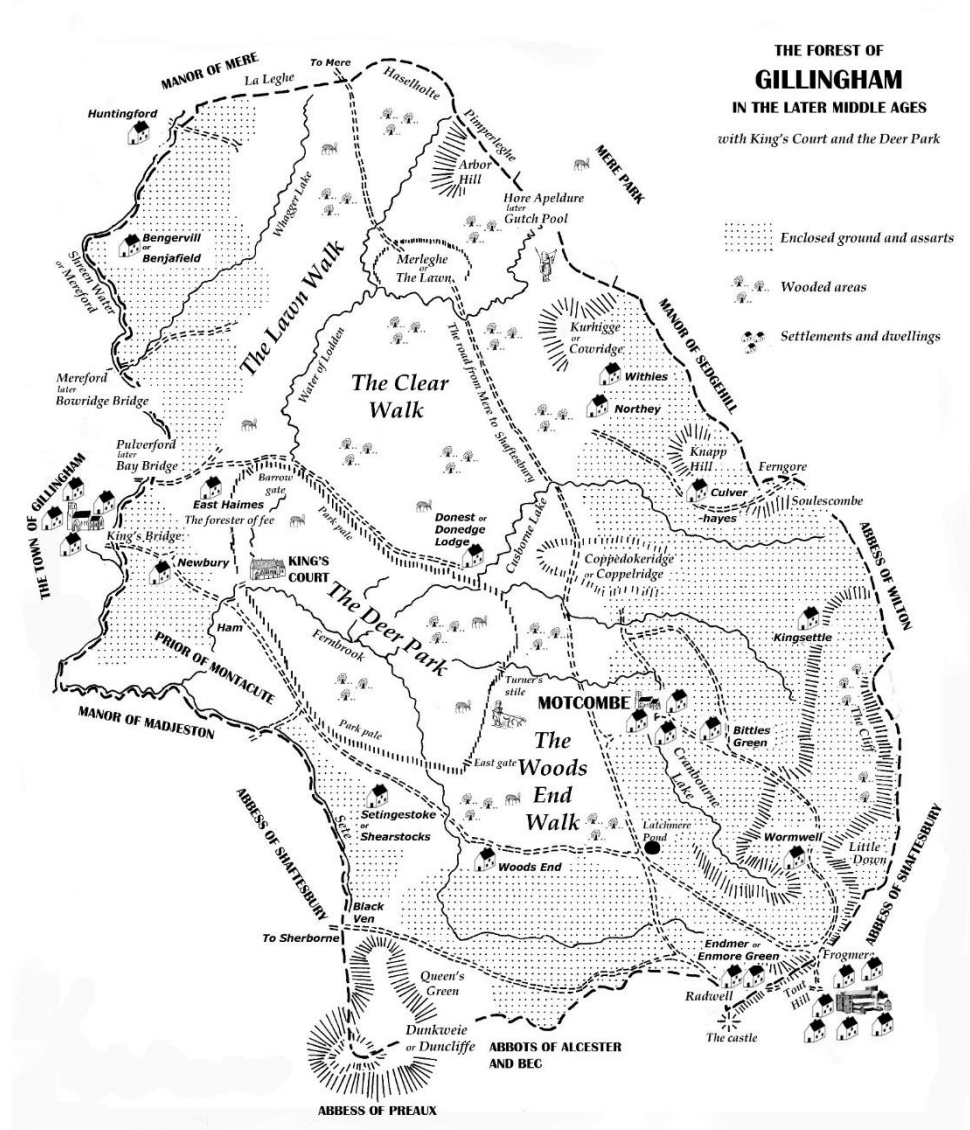 THE FOREST OF
GILLINGHAM
IN THE LATER MIDDLE AGES
with King's Court and the Deer Park
Enclosed ground and assarts
Wooded areas
Settlements and dwellings
MANOR OF MERE
La Leghe
To Mere
Haselholte
Pimperleghe
Huntingford
Whegger Lake
Arbor
Hill
MERE PARK
Hore Apeldure
later
Gutch Pool
Bengervill
or
Benjafield
Shreen Water
or Mereford
The Lawn Walk
Merleghe
or
The Lawn
Water of Lodden
The road from Mere to Shaftesbury
Kurhigge
or
Cowridge
MANOR OF SEDGEHILL
Mereford
later
Bowridge Bridge
The Clear
Walk
Withies
Northey
Pulverford
later
Bay Bridge
Knapp
Hill
Ferngore
THE TOWN OF GILLINGHAM
East Haimes
The forester of fee
Barrow
gate
Park pale
Donest or
Donedge
Lodge
Cusborne Lake
Culver
-hayes
Soulescombe
King's Bridge
Newbury
KING'S
COURT
Coppedokeridge
or Coppelridge
ABBESS OF WILTON
The Deer Park
Ham
Fernbrook
Kingsettle
PRIOR OF MONTACUTE
MANOR OF MADJESTON
Turner's
stile
MOTCOMBE
Bittles
Green
The Cliff
Park pale
East gate
The
Woods
End
Walk
Cranbourne
Lake
Setingestoke
or
Shearstocks
Sete
Latchmere
Pond
Wormwell
Little
Down
ABBESS OF SHAFTESBURY
Woods End
ABBESS OF SHAFTESBURY
Black
Ven
To Sherborne
Endmer or
Enmore Green
Frogmere
Queen's
Green
Radwell
Tout
Hill
The castle
Dunkweie
or Duncliffe
ABBOTS OF ALCESTER
AND BEC
ABBESS OF PREAUX